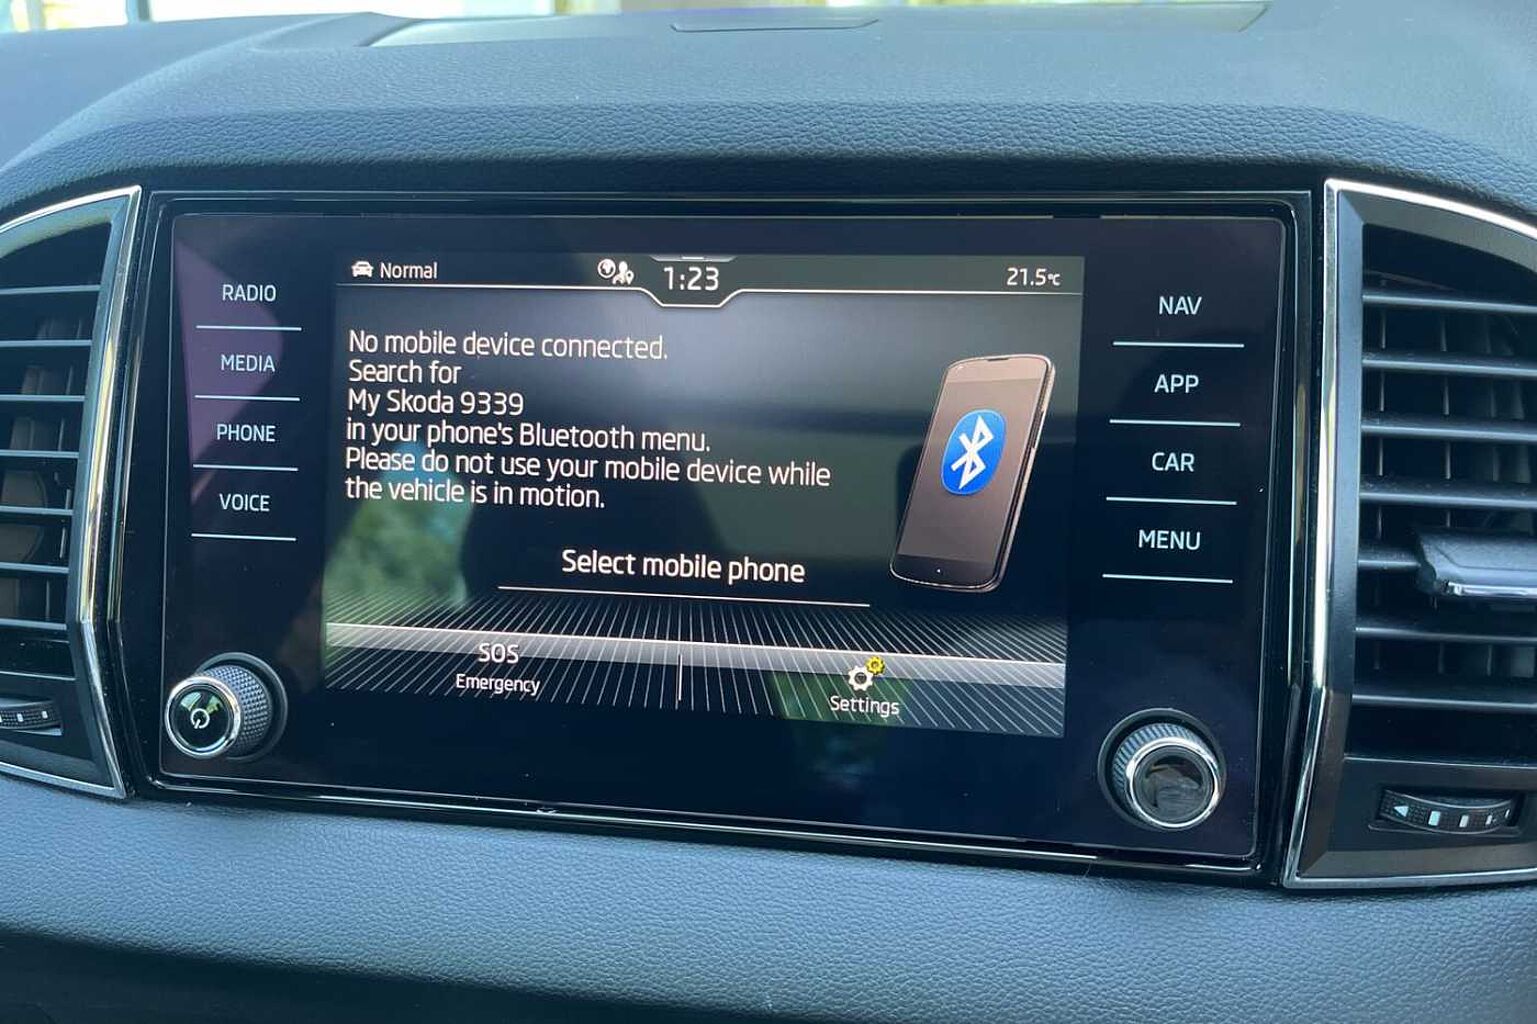 RADIO
MEDIA
PHONE
VOICE
Normal
1:23
21.5°C
No mobile device connected.
Search for
My Skoda 9339
in your phone's Bluetooth menu.
Please do not use your mobile device while
the vehicle is in motion.
Select mobile phone
SOS
Emergency
Settings
NAV
APP
CAR
MENU